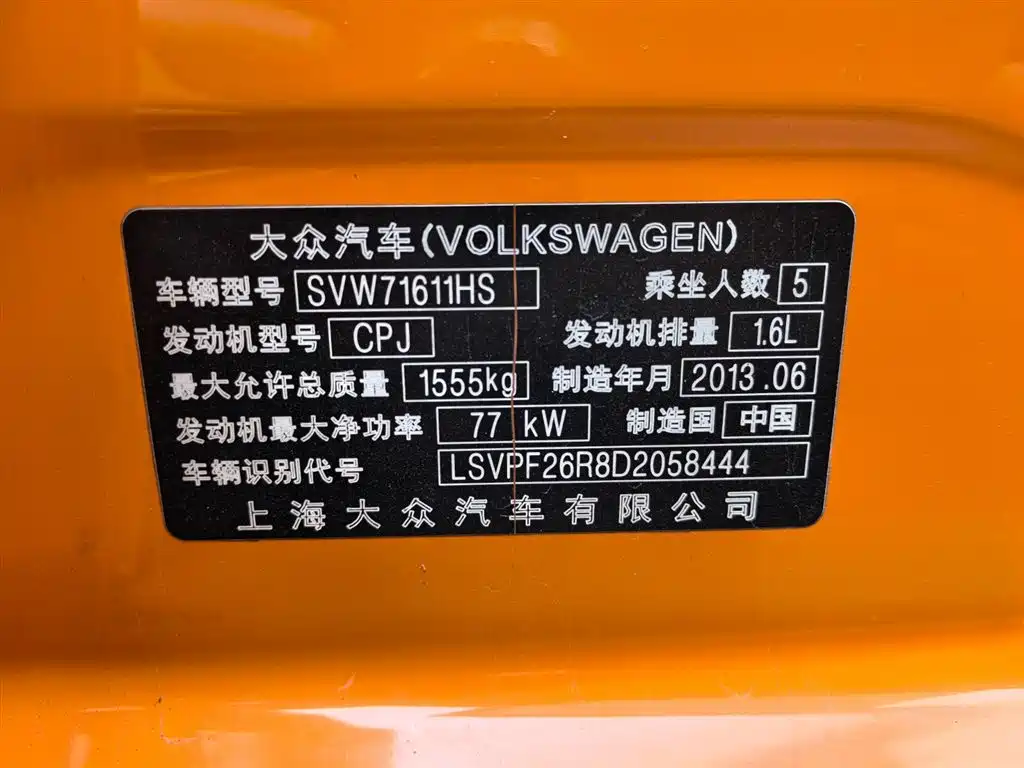 大众汽车(VOLKSWAGEN)
车辆型号 SVW71611HS 乘坐人数 5
发动机型号 CPJ 发动机排量 1.6L
最大允许总质量 1555kg 制造年月 2013.06
发动机最大净功率 77 kW 制造国 中国
车辆识别代号 LSVPF26R8D2058444
上海大众汽车有限公司